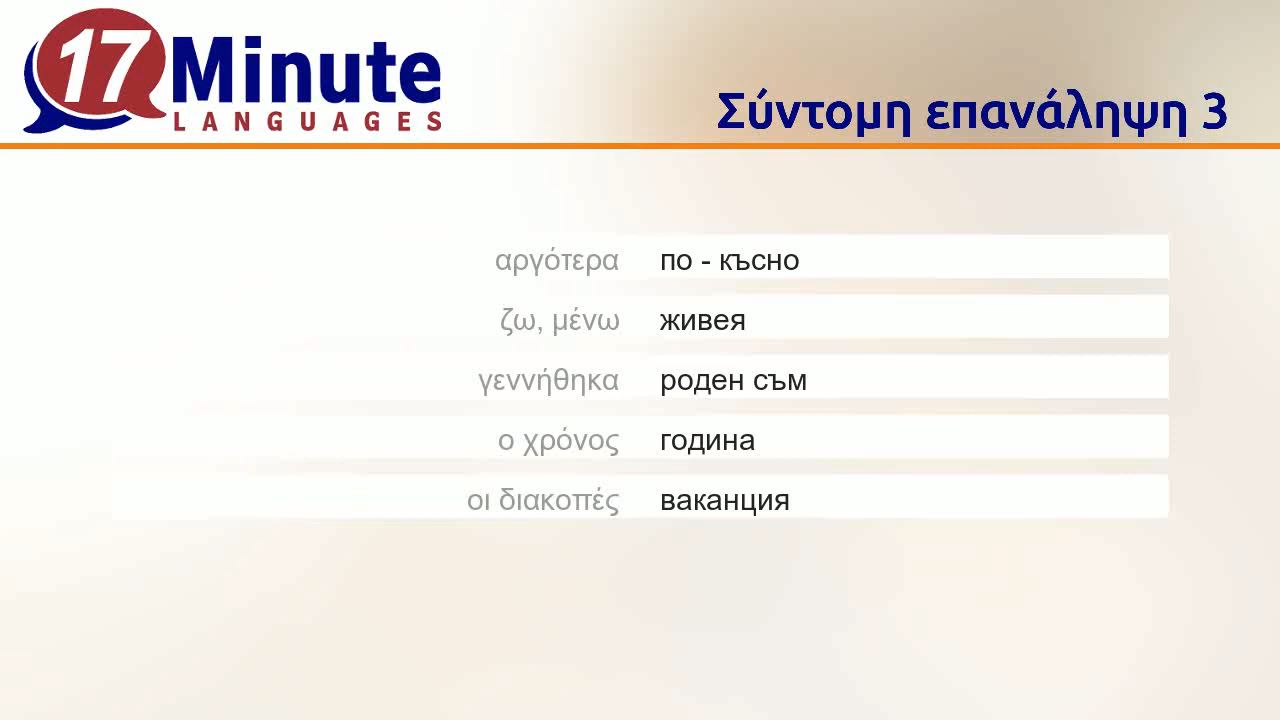 17 Minute
LANGUAGES
Σύντομη επανάληψη 3
αργότερα по - късно
ζω, μένω живея
γεννήθηκα роден съм
ο χρόνος година
οι διακοπές ваканция